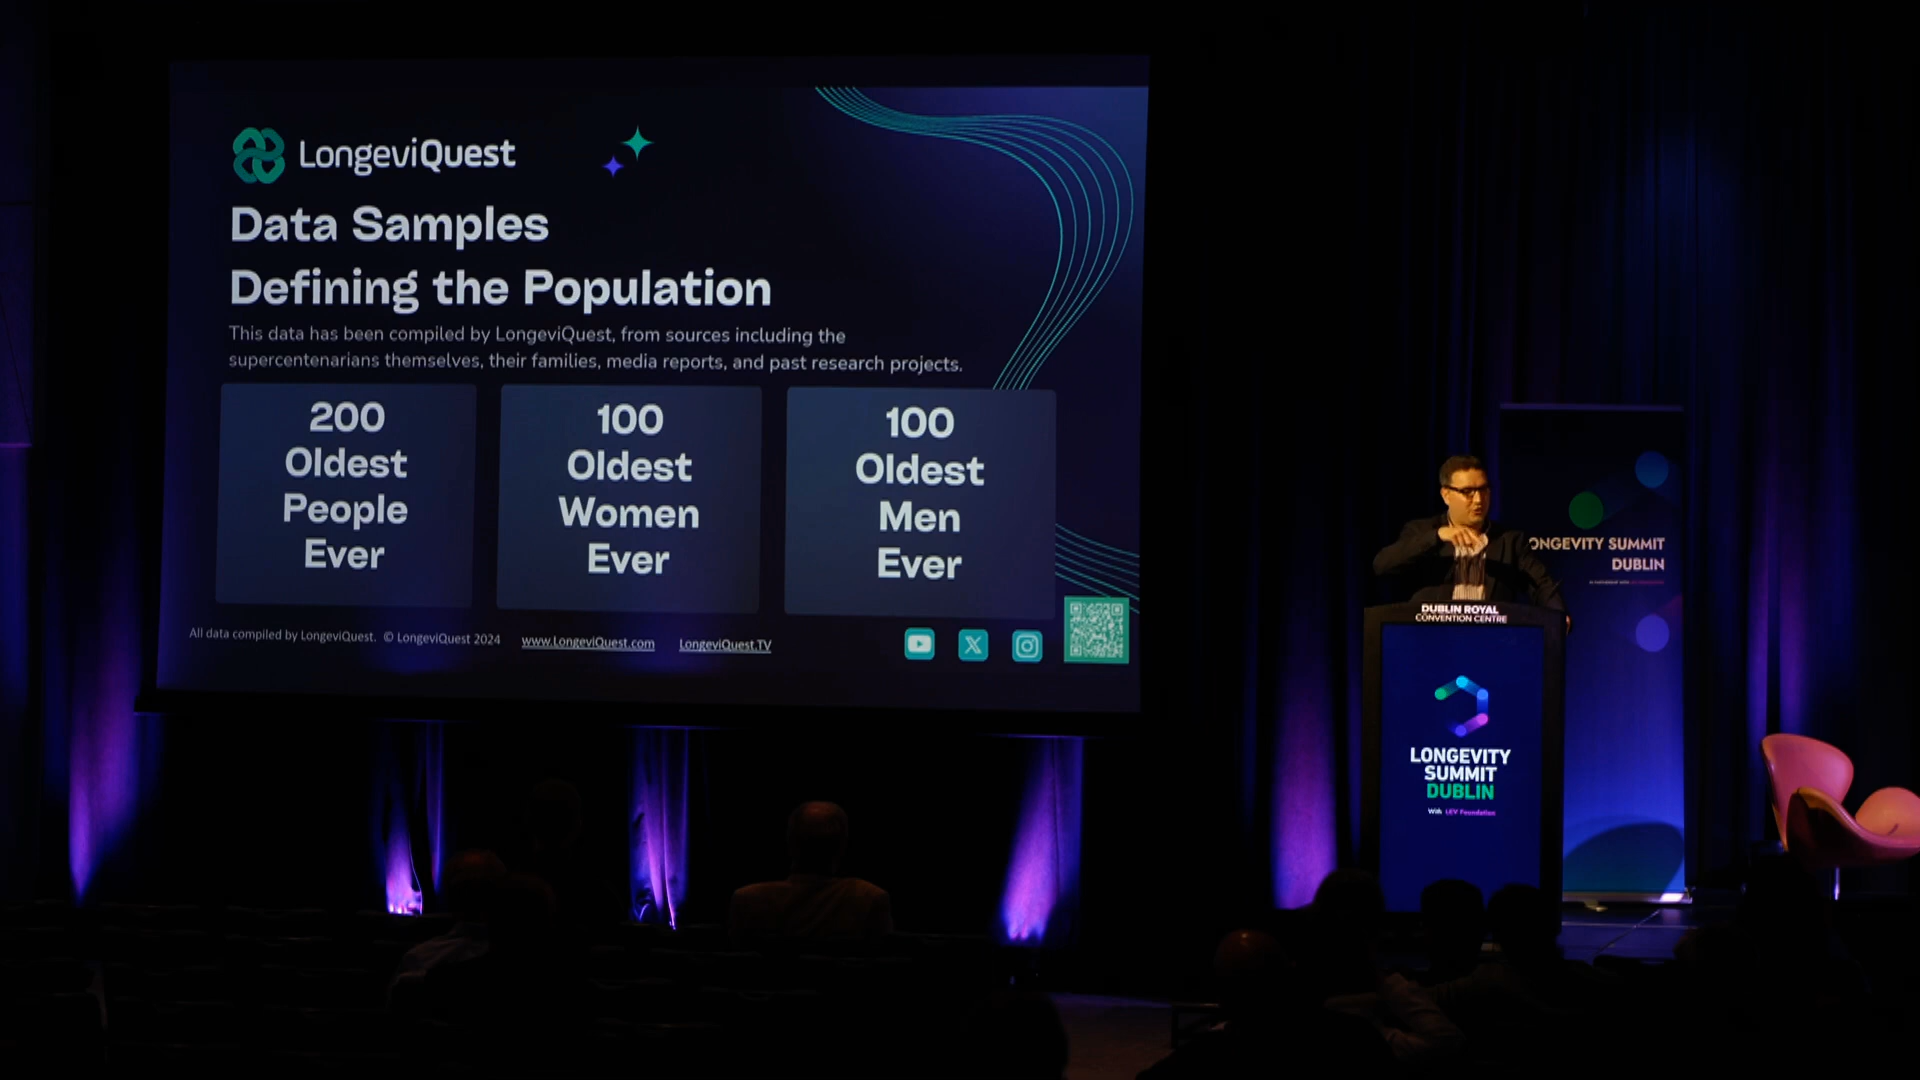 LongeviQuest
Data Samples
Defining the Population
This data has been compiled by LongeviQuest, from sources including the
supercentenarians themselves, their families, media reports, and past research projects.
200
Oldest
People
Ever
100
Oldest
Women
Ever
100
Oldest
Men
Ever
All data compiled by LongeviQuest. © LongeviQuest 2024
www.LongeviQuest.com
LongeviQuest.TV
ONGEVITY SUMMIT
DUBLIN
DUBLIN ROYAL
CONVENTION CENTRE
LONGEVITY
SUMMIT
DUBLIN
With LEV Foundation